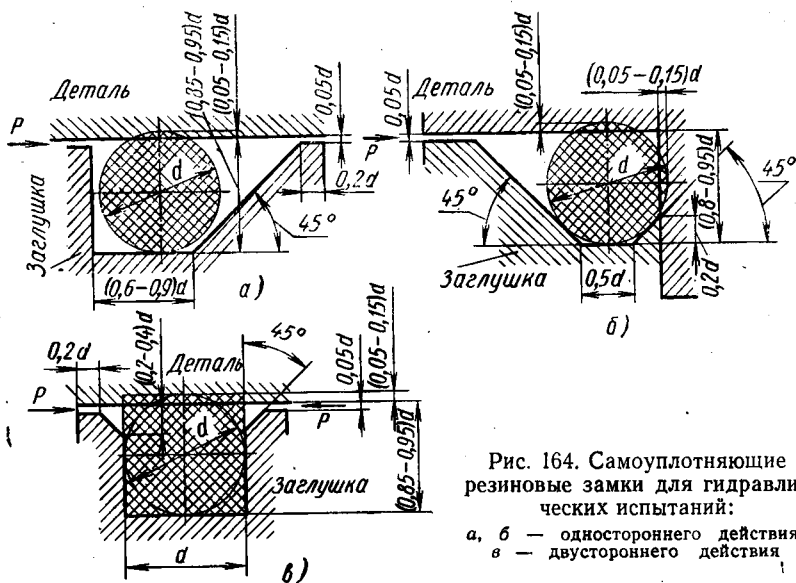 Деталь
(0,85-0,95)d
(0,05-0,15)d
0,05d
P
d
Заглушка
45°
0,2d
(0,6-0,9)d
а)
Деталь
(0,05-0,15)d
(0,05-0,15)d
0,05d
P
d
45°
45°
(0,8-0,95)d
Заглушка
0,5d
0,2d
б)
0,2d
(0,2-0,4)d
Деталь
45°
0,05d
(0,05-0,15)d
P
d
P
Заглушка
(0,85-0,95)d
d
в)
Рис. 164. Самоуплотняющие
резиновые замки для гидравли-
ческих испытаний:
а, б — одностороннего действия
в — двустороннего действия